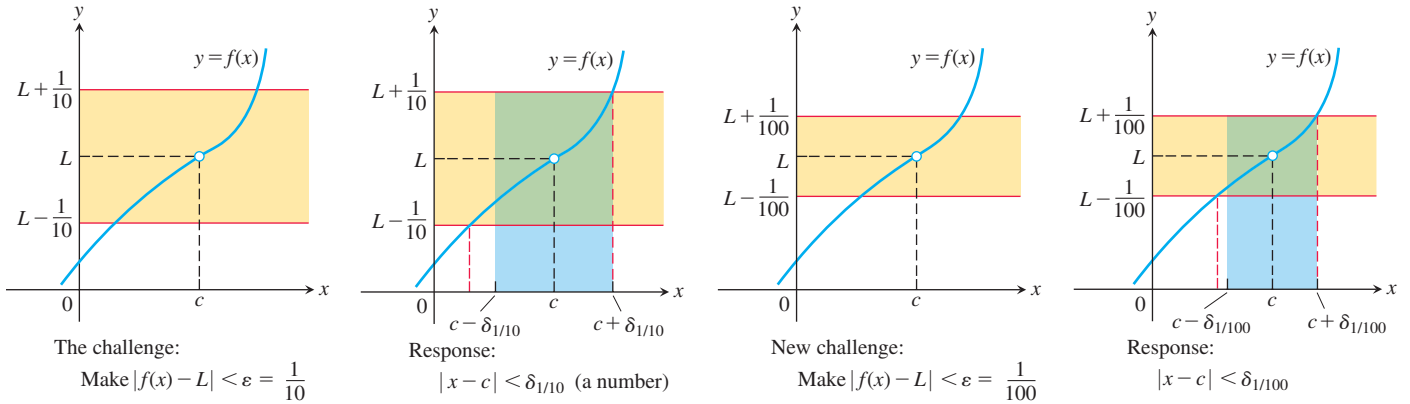 y
y = f(x)
L + 1/10
L
L − 1/10
0
c
x
The challenge:
Make |f(x) − L| < ε = 1/10
y
y = f(x)
L + 1/10
L
L − 1/10
0
c
x
c − δ1/10
c + δ1/10
Response:
|x − c| < δ1/10 (a number)
y
y = f(x)
L + 1/100
L
L − 1/100
0
c
x
New challenge:
Make |f(x) − L| < ε = 1/100
y
y = f(x)
L + 1/100
L
L − 1/100
0
c
x
c − δ1/100
c + δ1/100
Response:
|x − c| < δ1/100